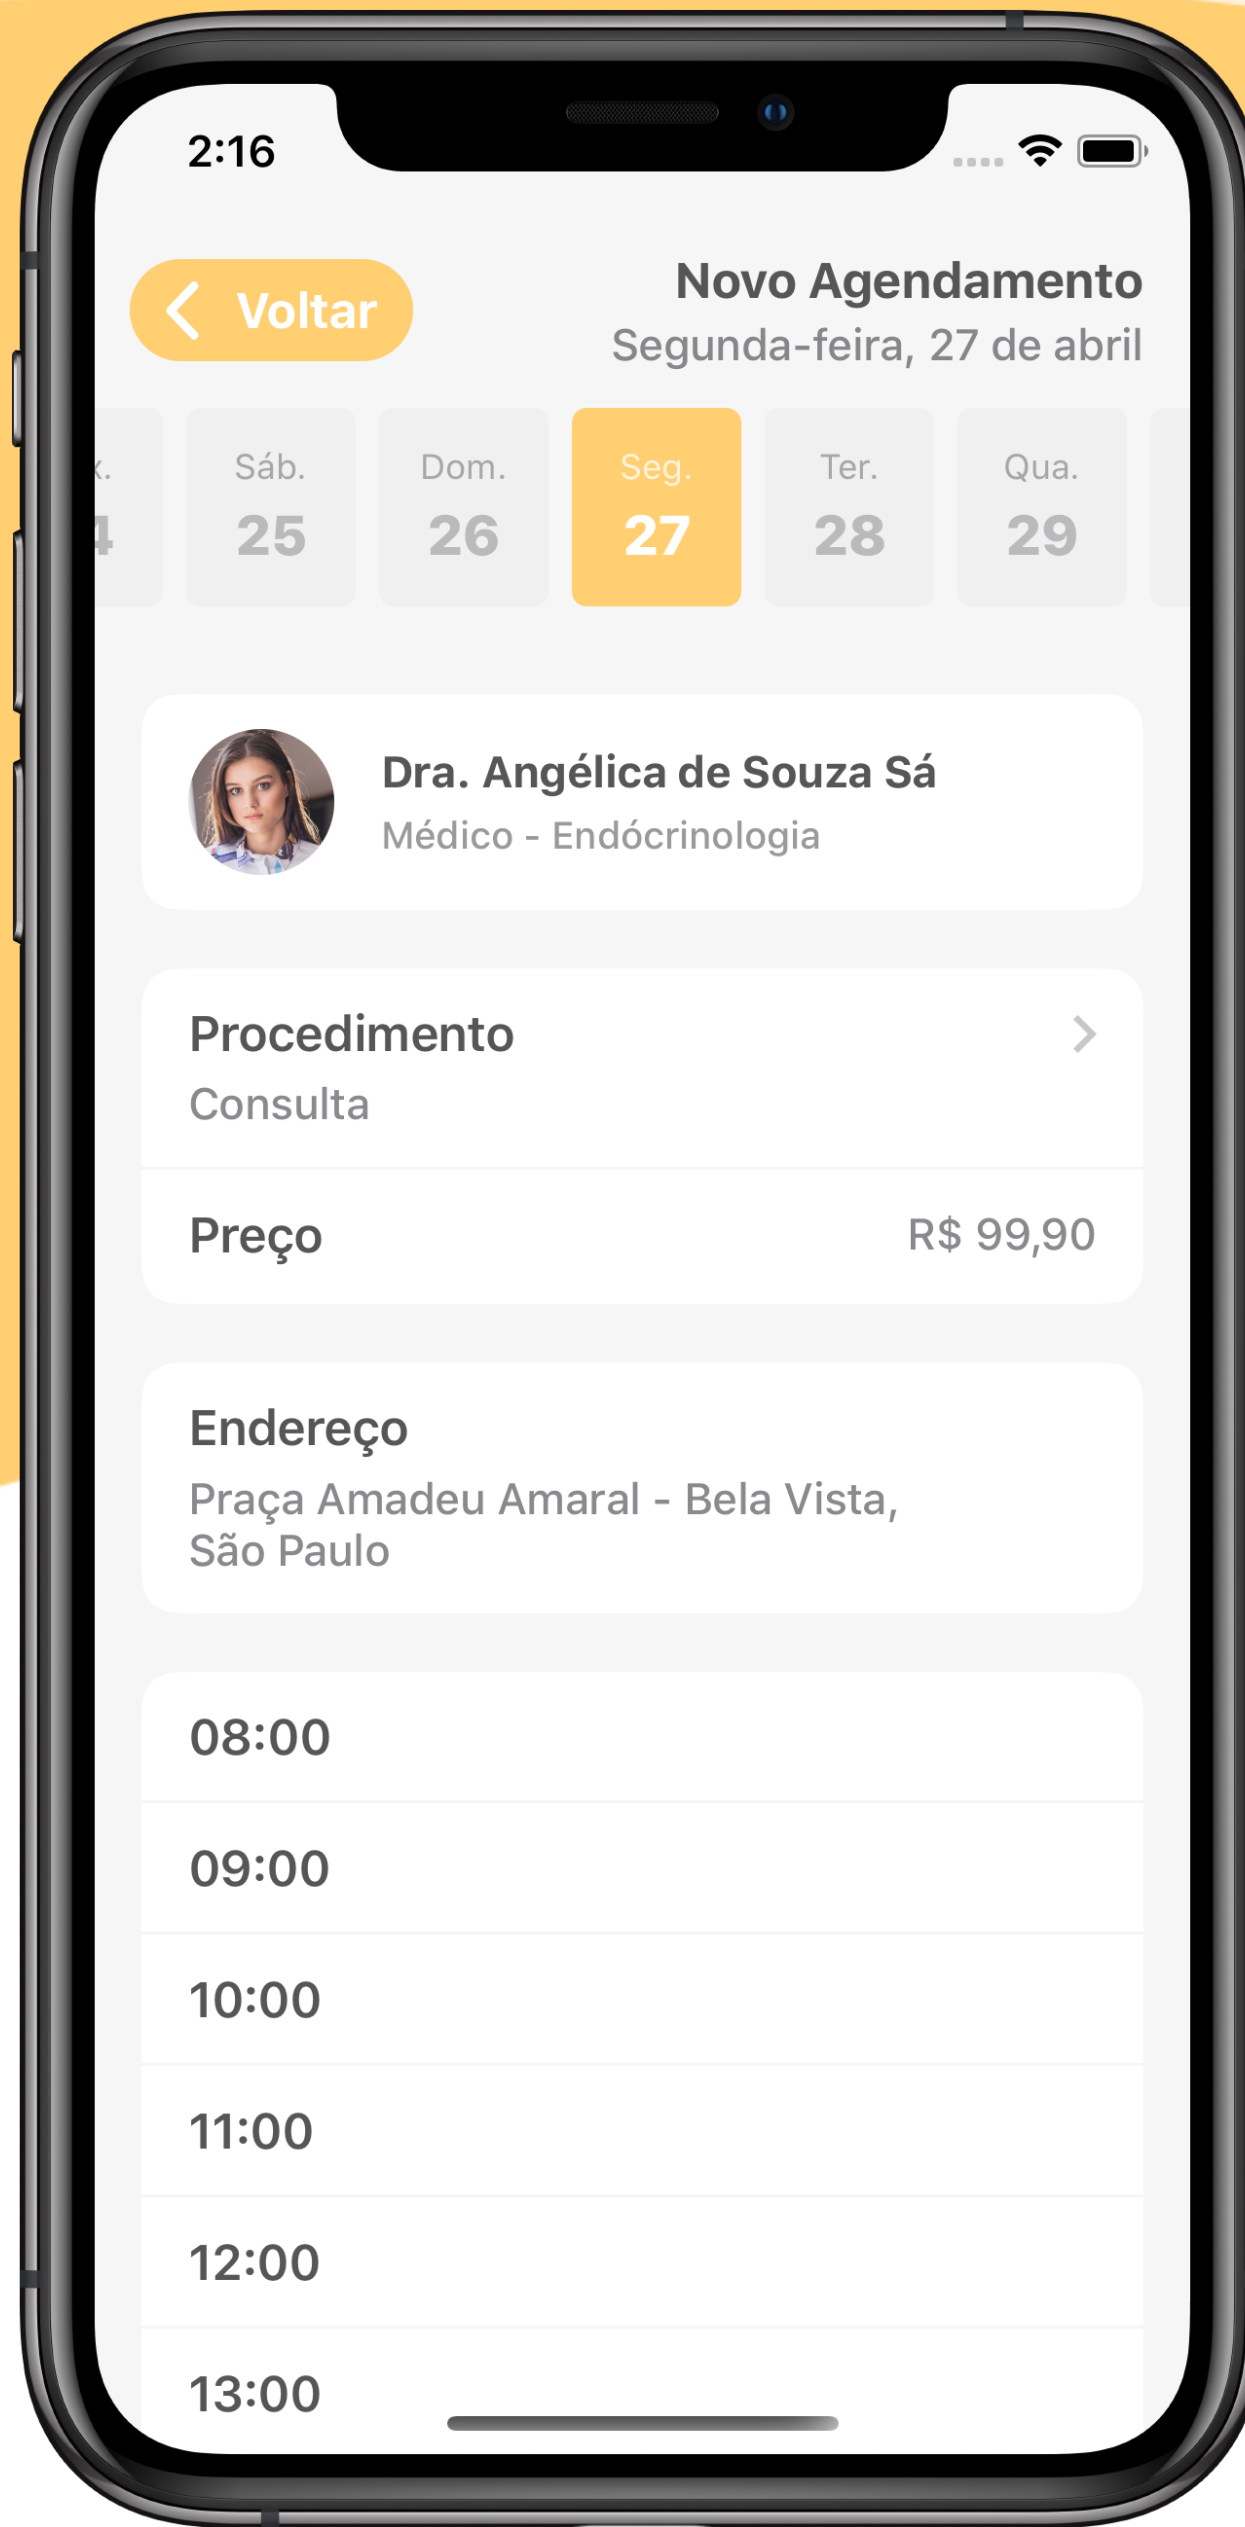 2:16
Voltar
Novo Agendamento
Segunda-feira, 27 de abril
Sáb. Dom. Seg. Ter. Qua.
25 26 27 28 29
Dra. Angélica de Souza Sá
Médico - Endócrinologia
Procedimento
Consulta
Preço R$ 99,90
Endereço
Praça Amadeu Amaral - Bela Vista,
São Paulo
08:00
09:00
10:00
11:00
12:00
13:00